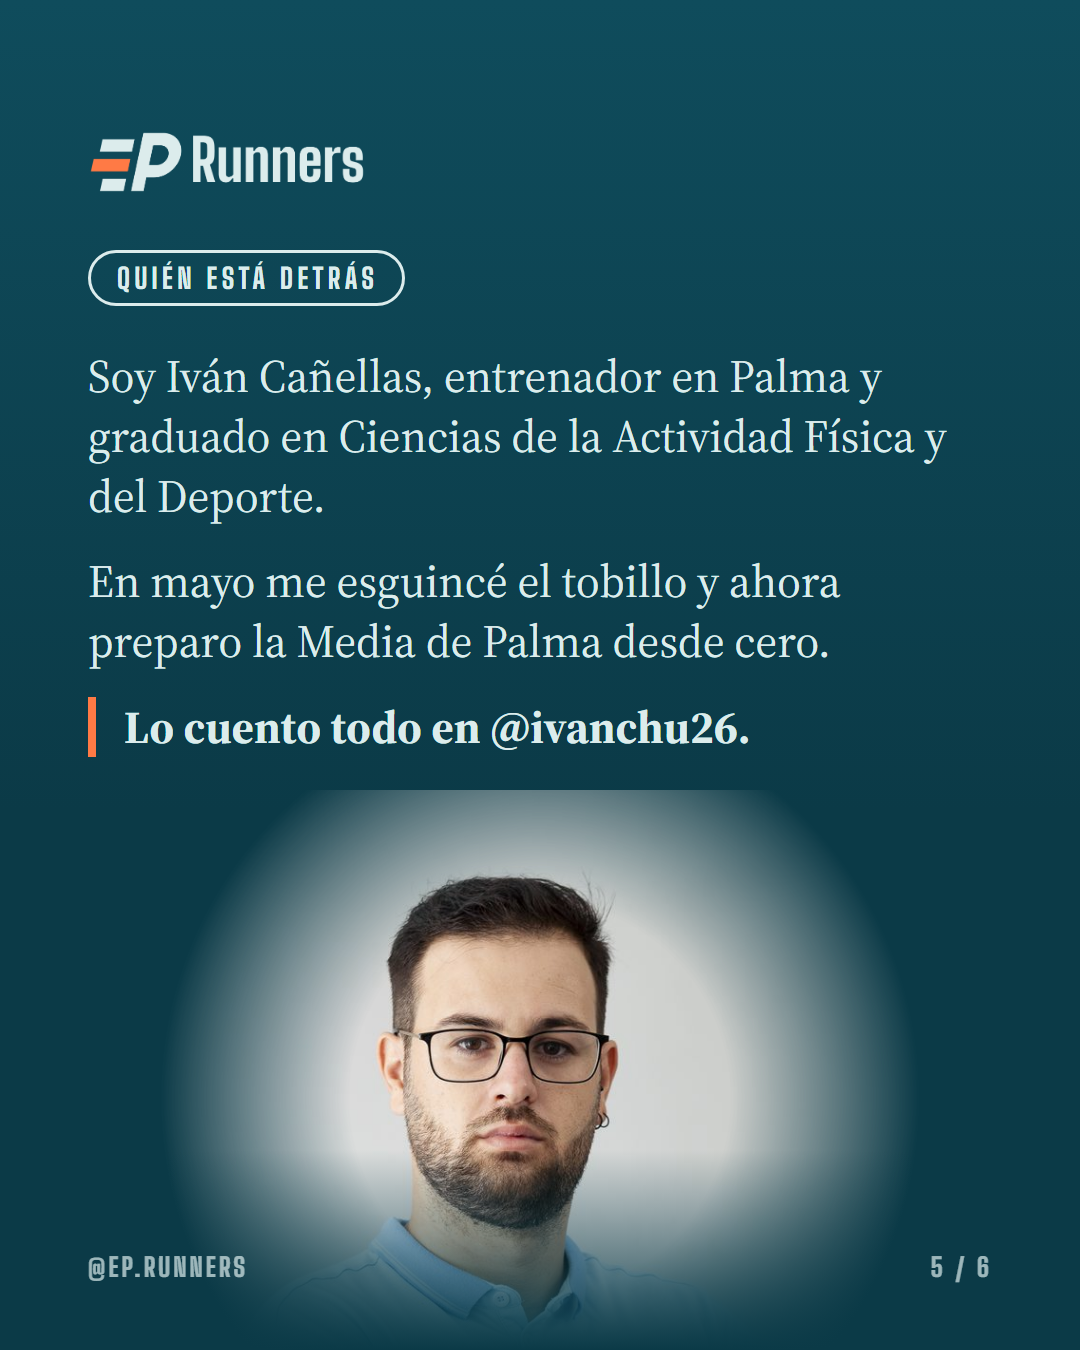 EP Runners
QUIÉN ESTÁ DETRÁS
Soy Iván Cañellas, entrenador en Palma y
graduado en Ciencias de la Actividad Física y
del Deporte.
En mayo me esguincé el tobillo y ahora
preparo la Media de Palma desde cero.
Lo cuento todo en @ivanchu26.
@EP.RUNNERS
5 / 6